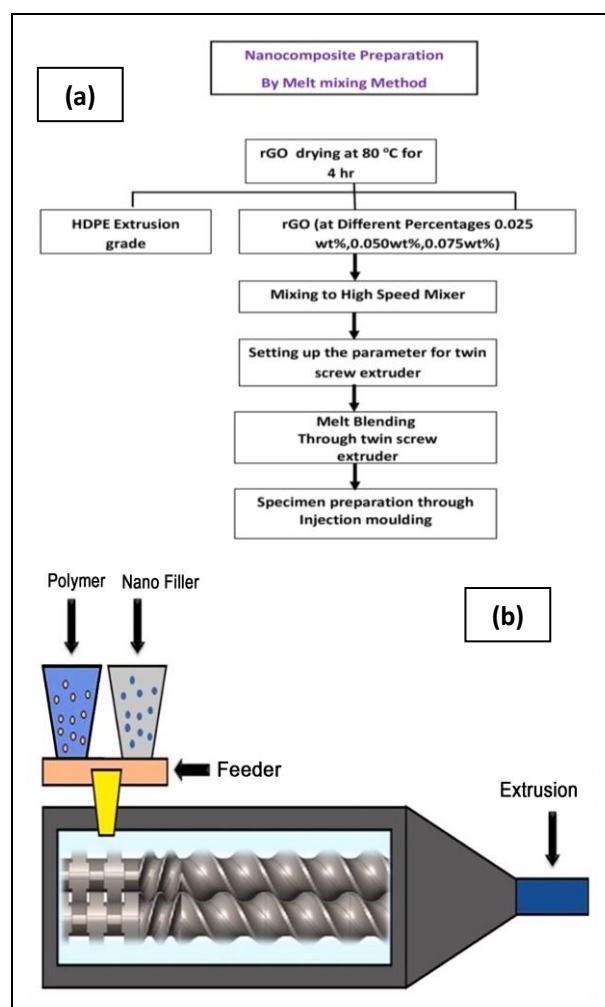 Nanocomposite Preparation
By Melt mixing Method
(a)
rGO drying at 80 °C for
4 hr
HDPE Extrusion
grade
rGO (at Different Percentages 0.025
wt%,0.050wt%,0.075wt%)
Mixing to High Speed Mixer
Setting up the parameter for twin
screw extruder
Melt Blending
Through twin screw
extruder
Specimen preparation through
Injection moulding
Polymer
Nano Filler
(b)
Feeder
Extrusion